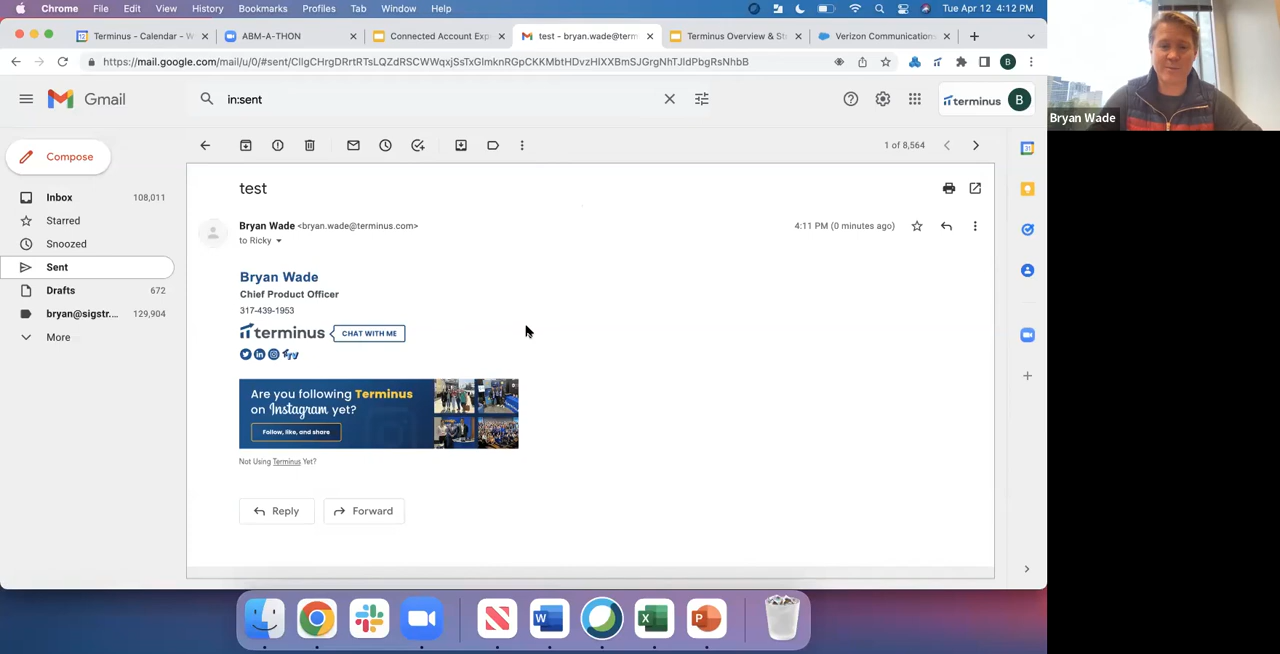 Chrome File Edit View History Bookmarks Profiles Tab Window Help Tue Apr 12 4:12 PM
Terminus - Calendar - W ABM-A-THON Connected Account Exp test - bryan.wade@term Terminus Overview & St Verizon Communications
https://mail.google.com/mail/u/0/#sent/CllgCHrgDRrtRTsLQZdRSCWWqxjSsTxGlmknRGpCKKMbtHDvzHIXXBmSJGrgNhTJldPbgRsNhbB B
Gmail in:sent terminus B
Compose
1 of 8,564
Inbox 108,011
Starred
Snoozed
Sent
Drafts 672
bryan@sigstr.... 129,904
More
test
Bryan Wade <bryan.wade@terminus.com> 4:11 PM (0 minutes ago)
to Ricky
Bryan Wade
Chief Product Officer
317-439-1953
terminus CHAT WITH ME
Are you following Terminus
on Instagram yet?
Follow, like, and share
Not Using Terminus Yet?
Reply Forward
Bryan Wade